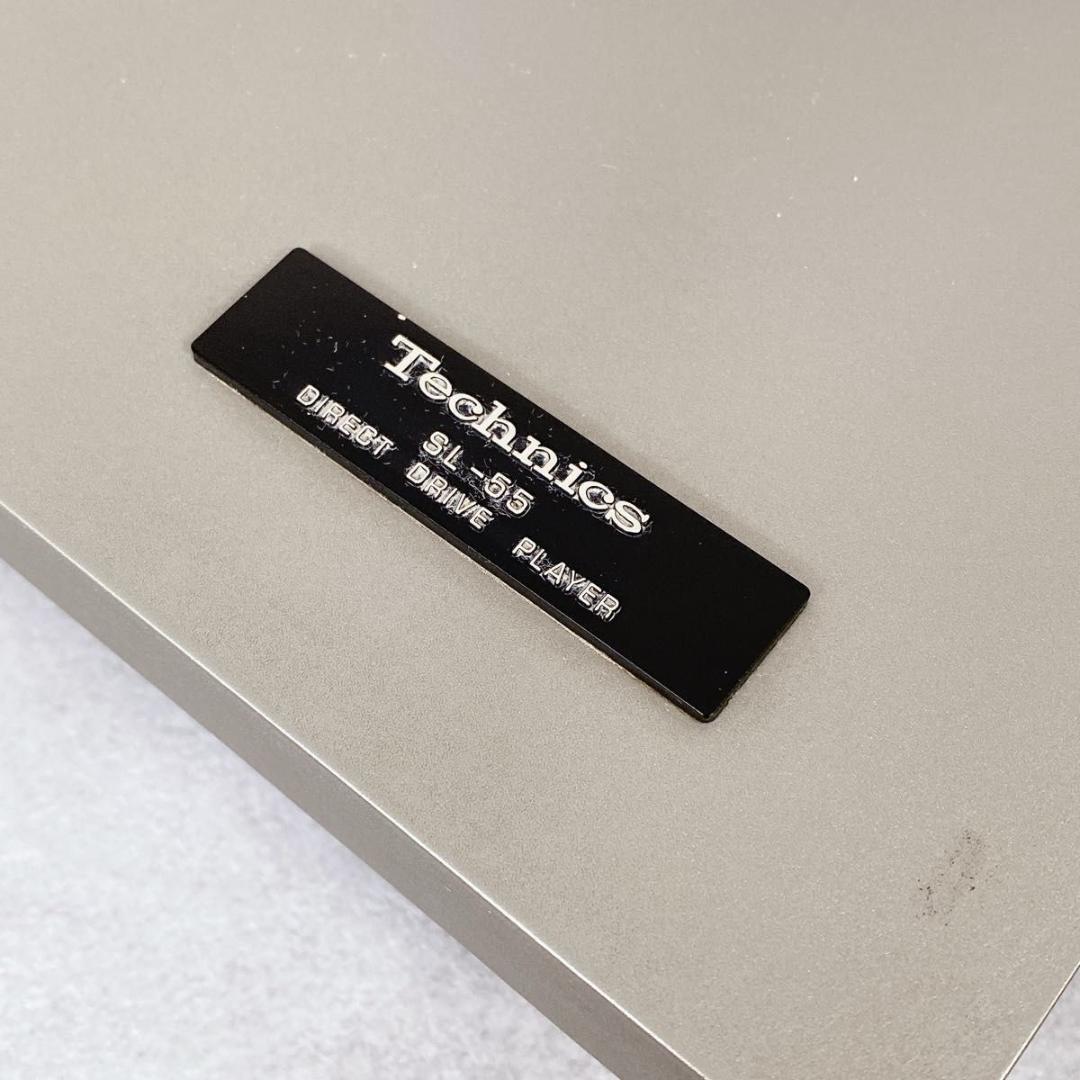 Technics
SL-55
DIRECT DRIVE PLAYER